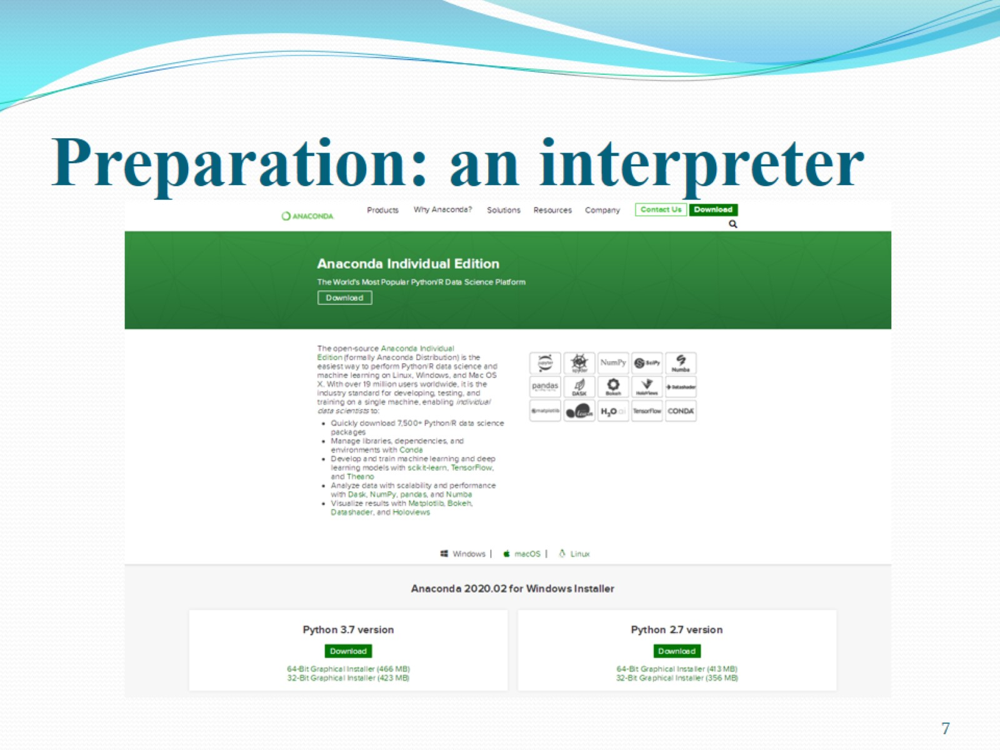 Preparation: an interpreter
ANACONDA
Products Why Anaconda? Solutions Resources Company Contact Us Download
Anaconda Individual Edition
The World's Most Popular Python/R Data Science Platform
Download
The open-source Anaconda Individual
Edition (formally Anaconda Distribution) is the
easiest way to perform Python/R data science and
machine learning on Linux, Windows, and Mac OS
X. With over 19 million users worldwide, it is the
industry standard for developing, testing, and
training on a single machine, enabling individual
data scientists to:
• Quickly download 7,500+ Python/R data science
packages
• Manage libraries, dependencies, and
environments with Conda
• Develop and train machine learning and deep
learning models with scikit-learn, TensorFlow,
and Theano
• Analyze data with scalability and performance
with Dask, NumPy, pandas, and Numba
• Visualize results with Matplotlib, Bokeh,
Datashader, and Holoviews
jupyter spyder NumPy SciPy Numba
pandas DASK Bokeh HoloViews Datashader
matplotlib learn H2O.ai TensorFlow CONDA
Windows | macOS | Linux
Anaconda 2020.02 for Windows Installer
Python 3.7 version
Download
64-Bit Graphical Installer (466 MB)
32-Bit Graphical Installer (423 MB)
Python 2.7 version
Download
64-Bit Graphical Installer (413 MB)
32-Bit Graphical Installer (356 MB)
7